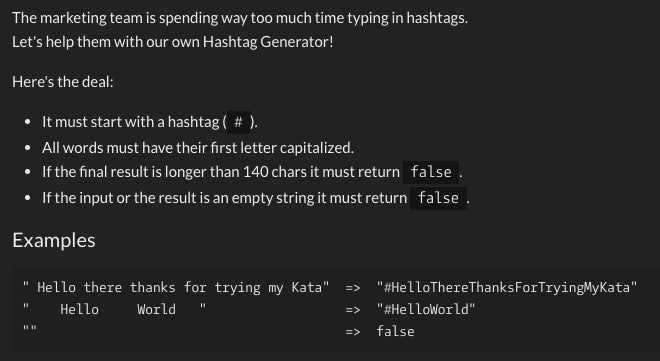 The marketing team is spending way too much time typing in hashtags.
Let's help them with our own Hashtag Generator!
Here's the deal:
• It must start with a hashtag ( # ).
• All words must have their first letter capitalized.
• If the final result is longer than 140 chars it must return false .
• If the input or the result is an empty string it must return false .
Examples
" Hello there thanks for trying my Kata"  =>  "#HelloThereThanksForTryingMyKata"
"    Hello     World   "                  =>  "#HelloWorld"
""                                        =>  false